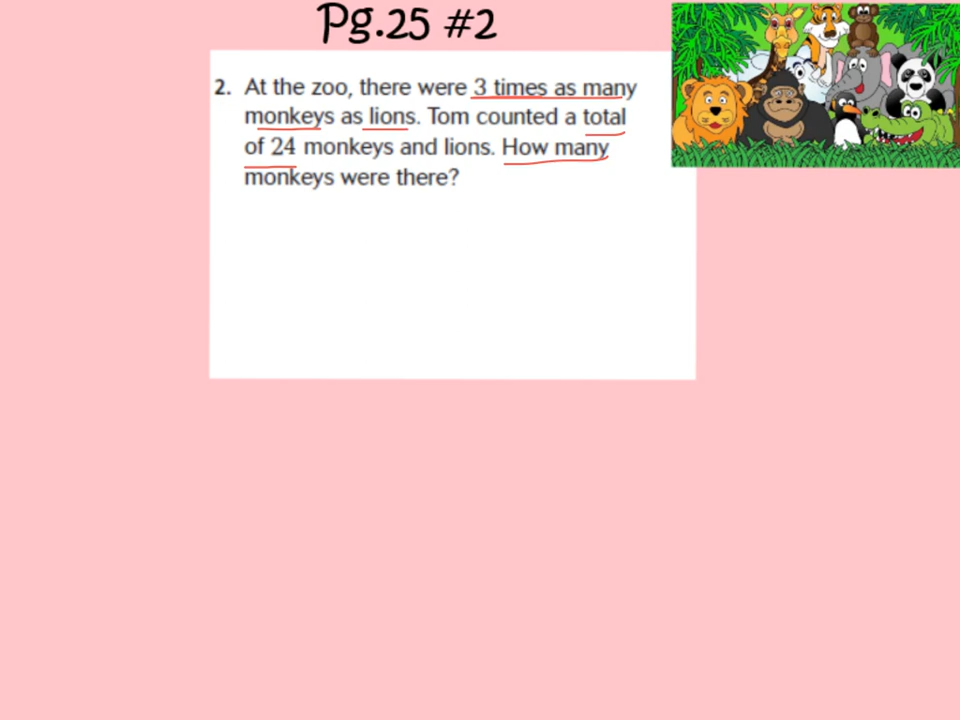 Pg.25 #2
2. At the zoo, there were 3 times as many
monkeys as lions. Tom counted a total
of 24 monkeys and lions. How many
monkeys were there?